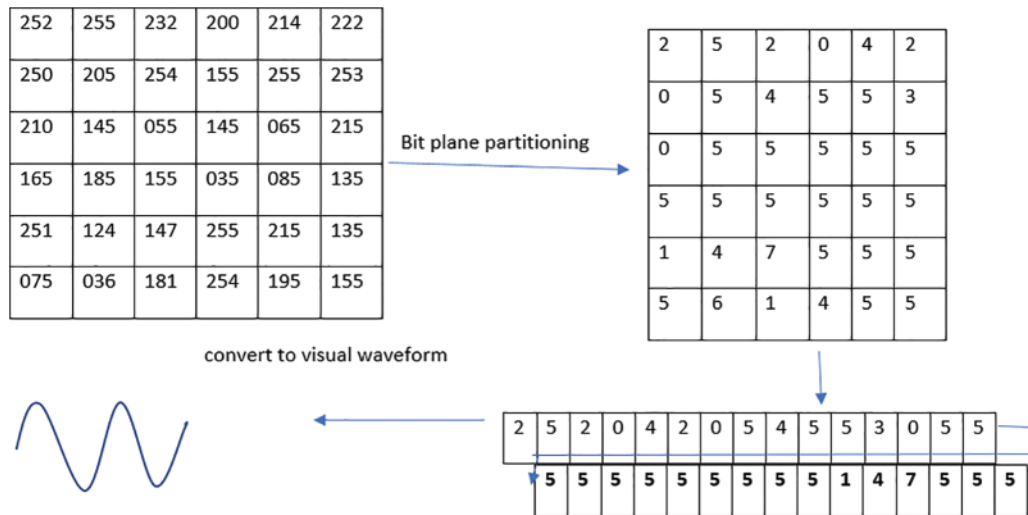 252 255 232 200 214 222
250 205 254 155 255 253
210 145 055 145 065 215
165 185 155 035 085 135
251 124 147 255 215 135
075 036 181 254 195 155
Bit plane partitioning
2 5 2 0 4 2
0 5 4 5 5 3
0 5 5 5 5 5
5 5 5 5 5 5
1 4 7 5 5 5
5 6 1 4 5 5
convert to visual waveform
2 5 2 0 4 2 0 5 4 5 5 3 0 5 5
5 5 5 5 5 5 5 5 5 1 4 7 5 5 5